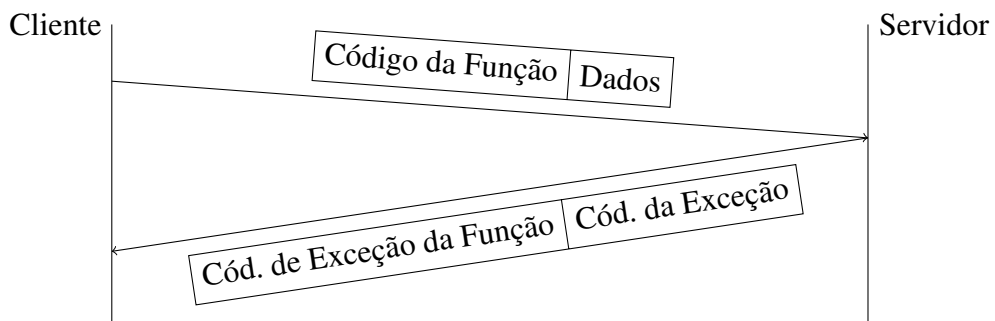 Cliente
Servidor
Código da Função
Dados
Cód. de Exceção da Função
Cód. da Exceção